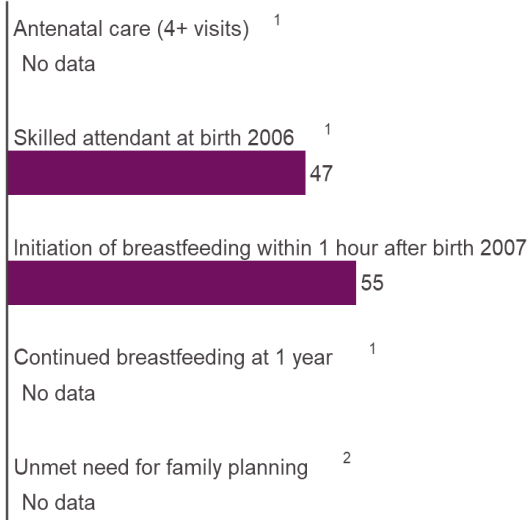 Antenatal care (4+ visits) 1
No data
Skilled attendant at birth 2006 1
47
Initiation of breastfeeding within 1 hour after birth 2007
55
Continued breastfeeding at 1 year 1
No data
Unmet need for family planning 2
No data